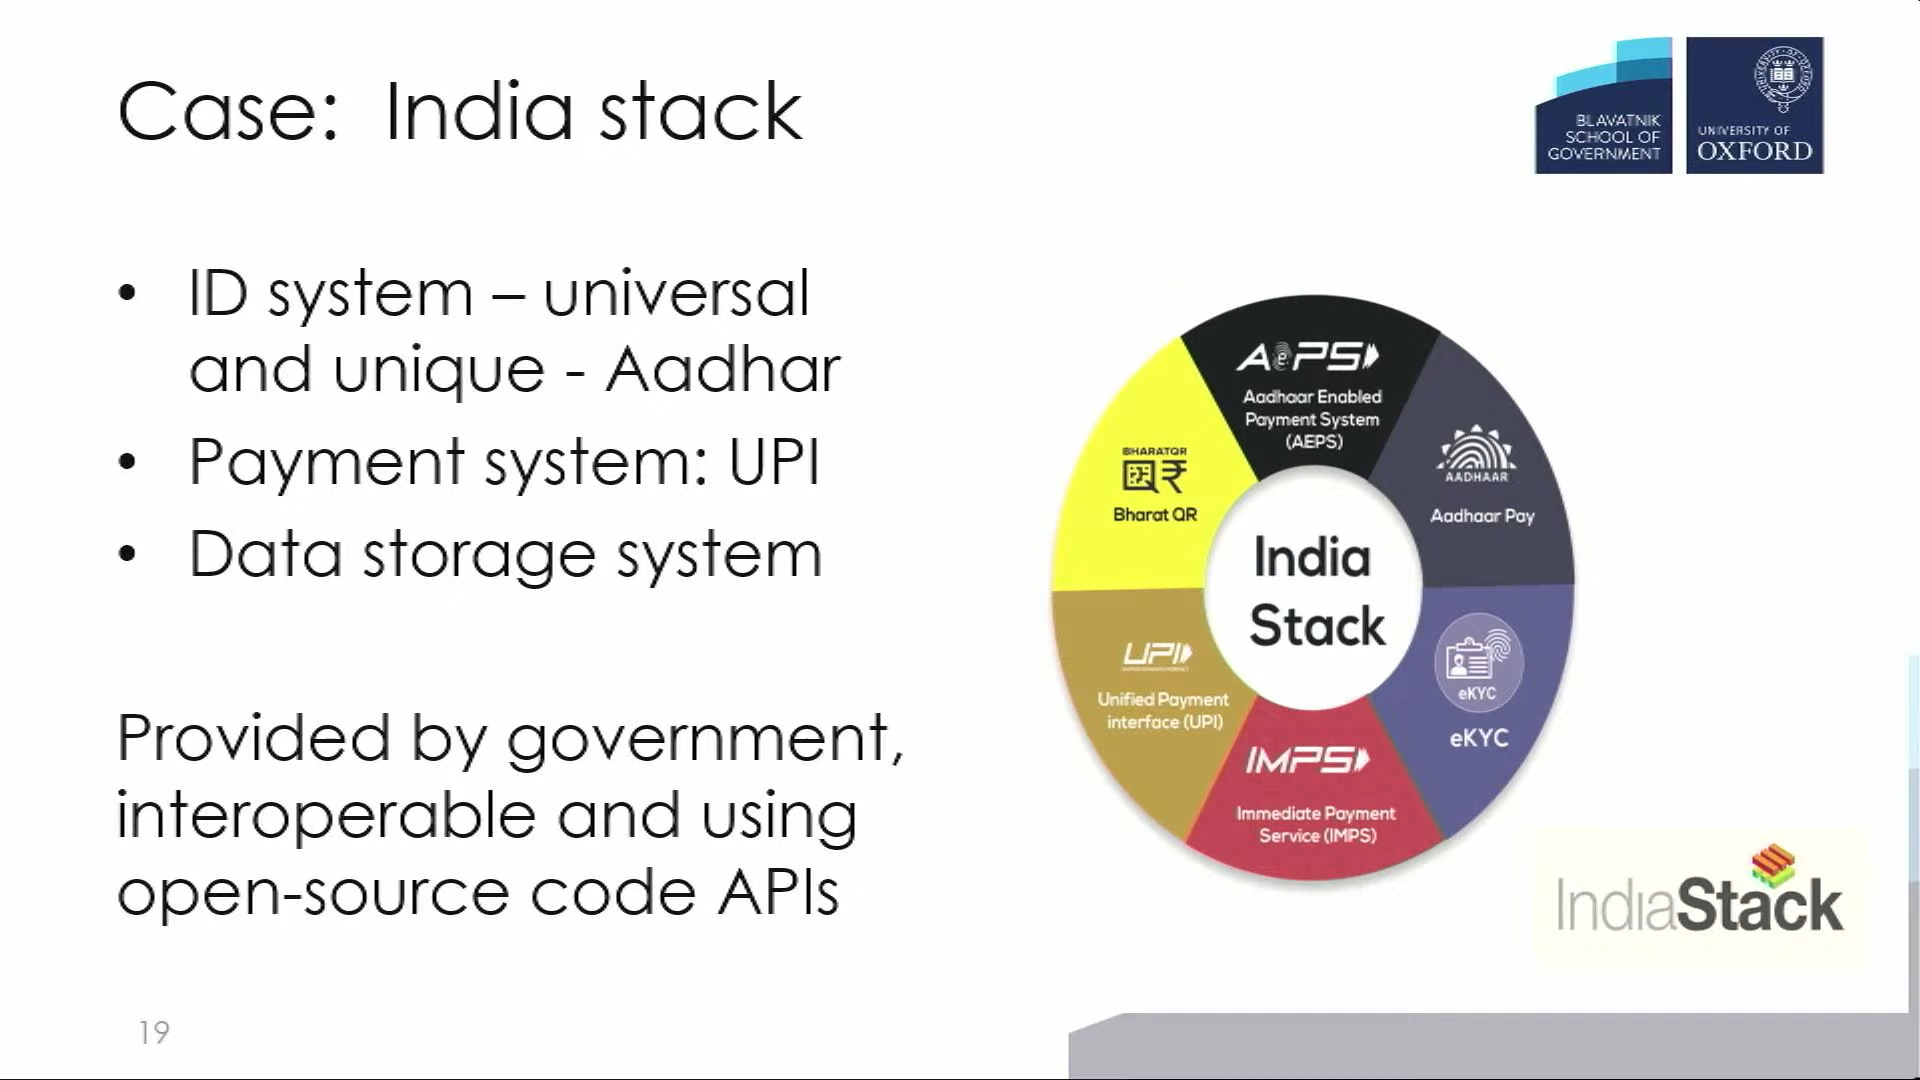 Case: India stack
BLAVATNIK
SCHOOL OF
GOVERNMENT
UNIVERSITY OF
OXFORD
• ID system – universal
and unique - Aadhar
• Payment system: UPI
• Data storage system
Provided by government,
interoperable and using
open-source code APIs
AePS
Aadhaar Enabled
Payment System
(AEPS)
AADHAAR
Aadhaar Pay
eKYC
eKYC
IMPS
Immediate Payment
Service (IMPS)
UPI
Unified Payment
interface (UPI)
BHARATQR
Bharat QR
India
Stack
IndiaStack
19